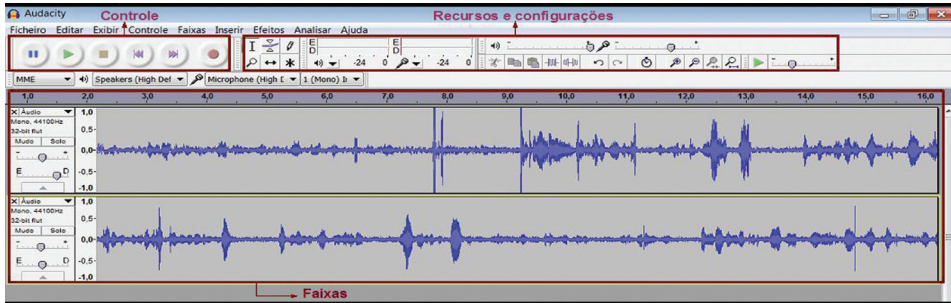 Audacity
Controle
Recursos e configurações
Ficheiro Editar Exibir Controle Faixas Inserir Efeitos Analisar Ajuda
E D E D
-24 0 -24 0
MME Speakers (High Def Microphone (High D 1 (Mono) Ir
1,0 2,0 3,0 4,0 5,0 6,0 7,0 8,0 9,0 10,0 11,0 12,0 13,0 14,0 15,0 16,0
X Áudio 1,0
Mono, 44100Hz
32-bit flut 0,5-
Mudo Solo
- + 0,0-
E D -0,5-
-1,0
X Áudio 1,0
Mono, 44100Hz
32-bit flut 0,5-
Mudo Solo
- + 0,0-
E D -0,5-
-1,0
Faixas